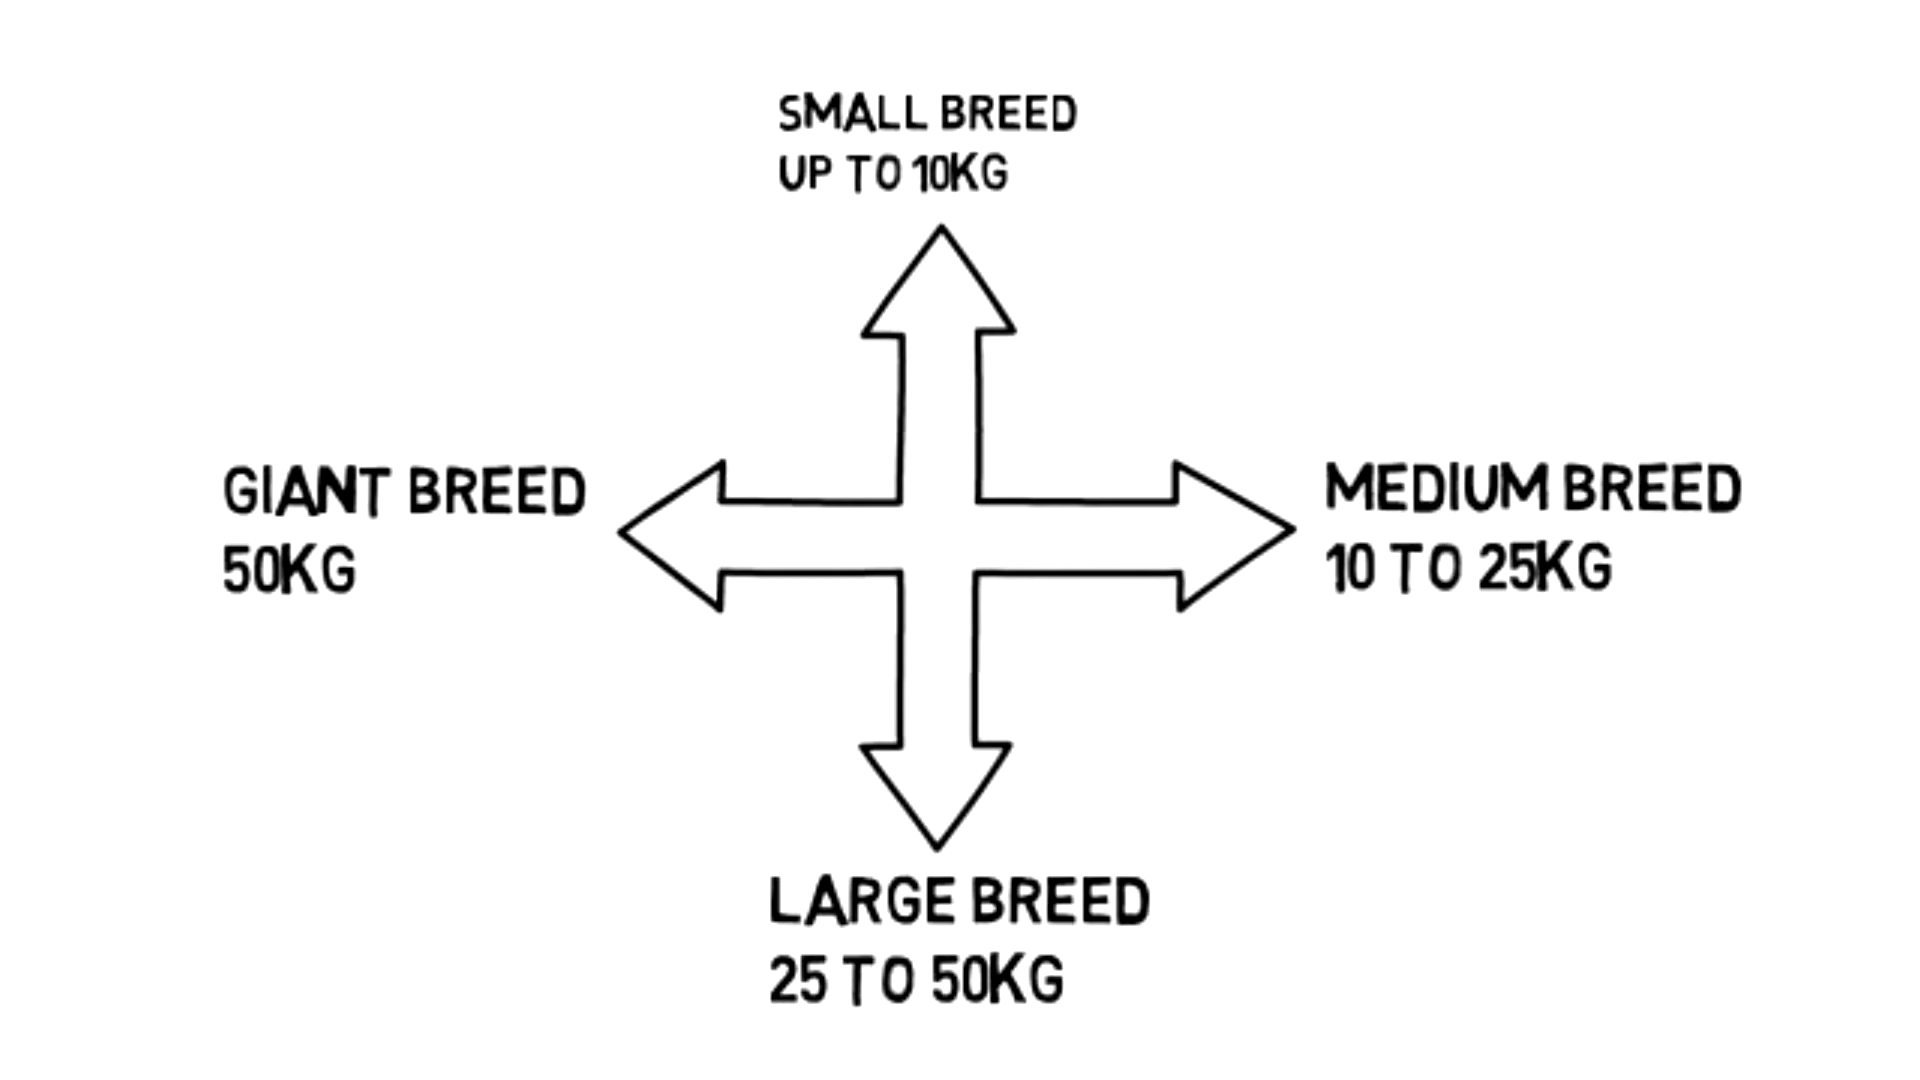 SMALL BREED
UP TO 10KG
GIANT BREED
50KG
MEDIUM BREED
10 TO 25KG
LARGE BREED
25 TO 50KG